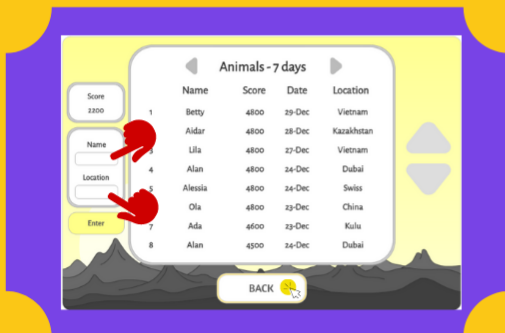 Animals - 7 days
Name Score Date Location
1 Betty 4800 29-Dec Vietnam
Aidar 4800 28-Dec Kazakhstan
3 Lila 4800 27-Dec Vietnam
4 Alan 4800 24-Dec Dubai
5 Alessia 4800 24-Dec Swiss
Ola 4800 23-Dec China
7 Ada 4600 23-Dec Kulu
8 Alan 4500 24-Dec Dubai
Score
2200
Name
Location
Enter
BACK